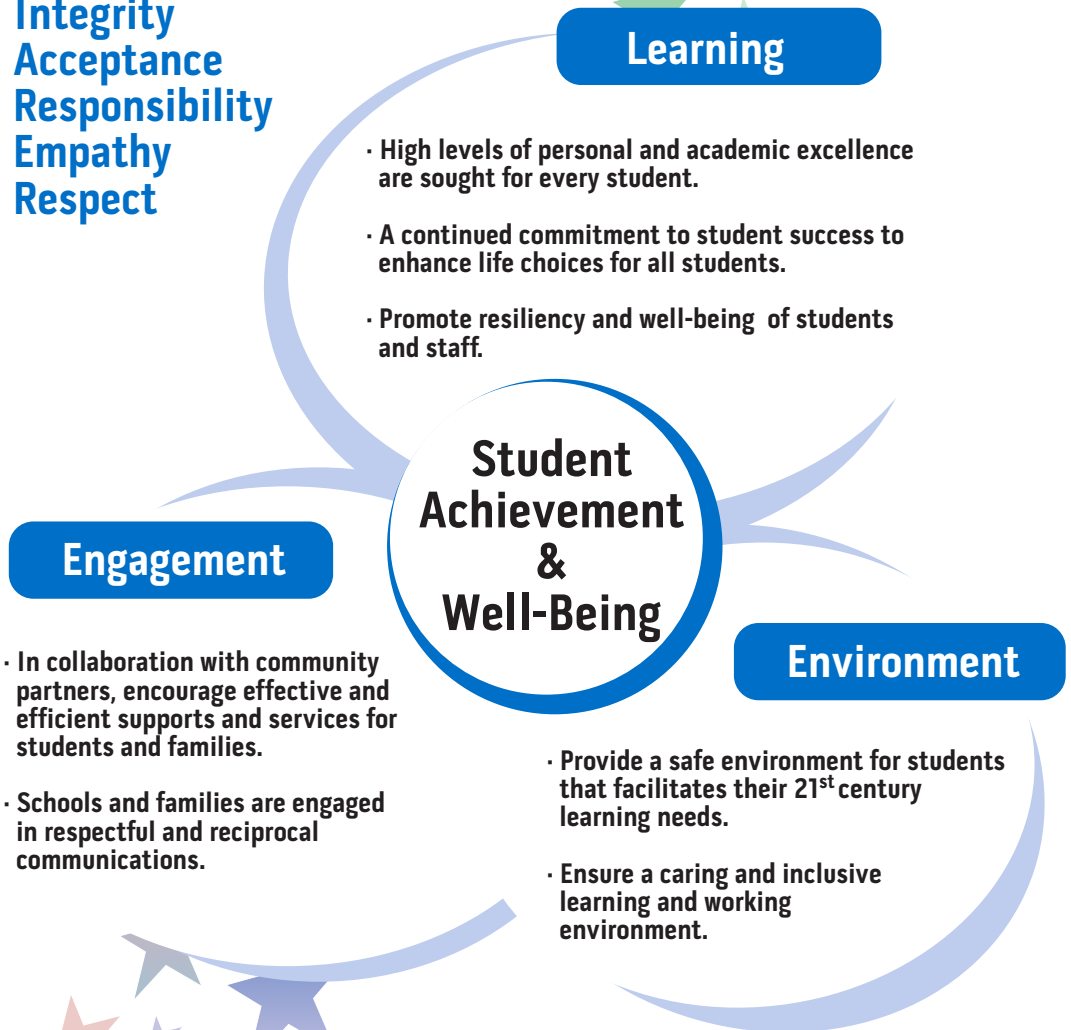 Integrity
Acceptance
Responsibility
Empathy
Respect
Learning
· High levels of personal and academic excellence
are sought for every student.
· A continued commitment to student success to
enhance life choices for all students.
· Promote resiliency and well-being of students
and staff.
Student
Achievement
&
Well-Being
Engagement
· In collaboration with community
partners, encourage effective and
efficient supports and services for
students and families.
· Schools and families are engaged
in respectful and reciprocal
communications.
Environment
· Provide a safe environment for students
that facilitates their 21st century
learning needs.
· Ensure a caring and inclusive
learning and working
environment.